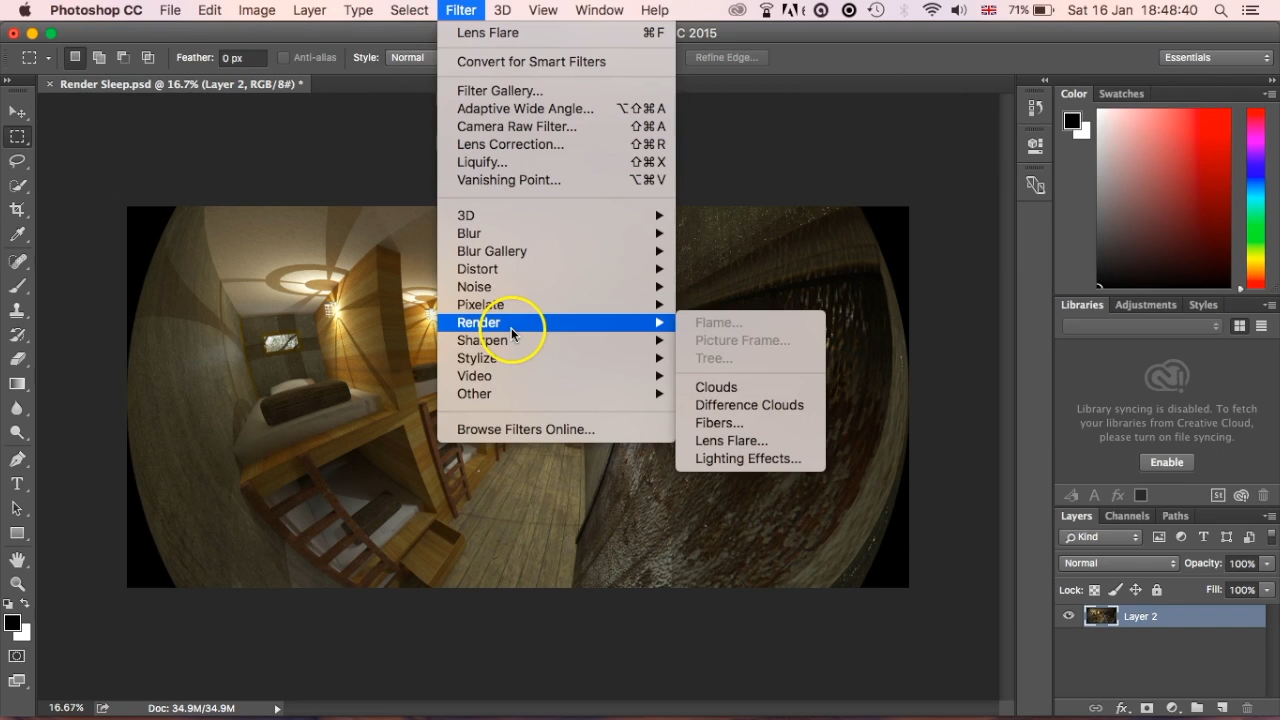 Photoshop CC File Edit Image Layer Type Select Filter 3D View Window Help 71% Sat 16 Jan 18:48:40
CC 2015
Feather: 0 px Anti-alias Style: Normal Refine Edge... Essentials
× Render Sleep.psd @ 16.7% (Layer 2, RGB/8#) *
Lens Flare ⌘F
Convert for Smart Filters
Filter Gallery...
Adaptive Wide Angle... ⌥⇧⌘A
Camera Raw Filter... ⇧⌘A
Lens Correction... ⇧⌘R
Liquify... ⇧⌘X
Vanishing Point... ⌥⌘V
3D
Blur
Blur Gallery
Distort
Noise
Pixelate
Render
Sharpen
Stylize
Video
Other
Browse Filters Online...
Flame...
Picture Frame...
Tree...
Clouds
Difference Clouds
Fibers...
Lens Flare...
Lighting Effects...
Color Swatches
Libraries Adjustments Styles
Library syncing is disabled. To fetch
your libraries from Creative Cloud,
please turn on file syncing.
Enable
St
Layers Channels Paths
Kind
Normal Opacity: 100%
Lock: Fill: 100%
Layer 2
16.67% Doc: 34.9M/34.9M